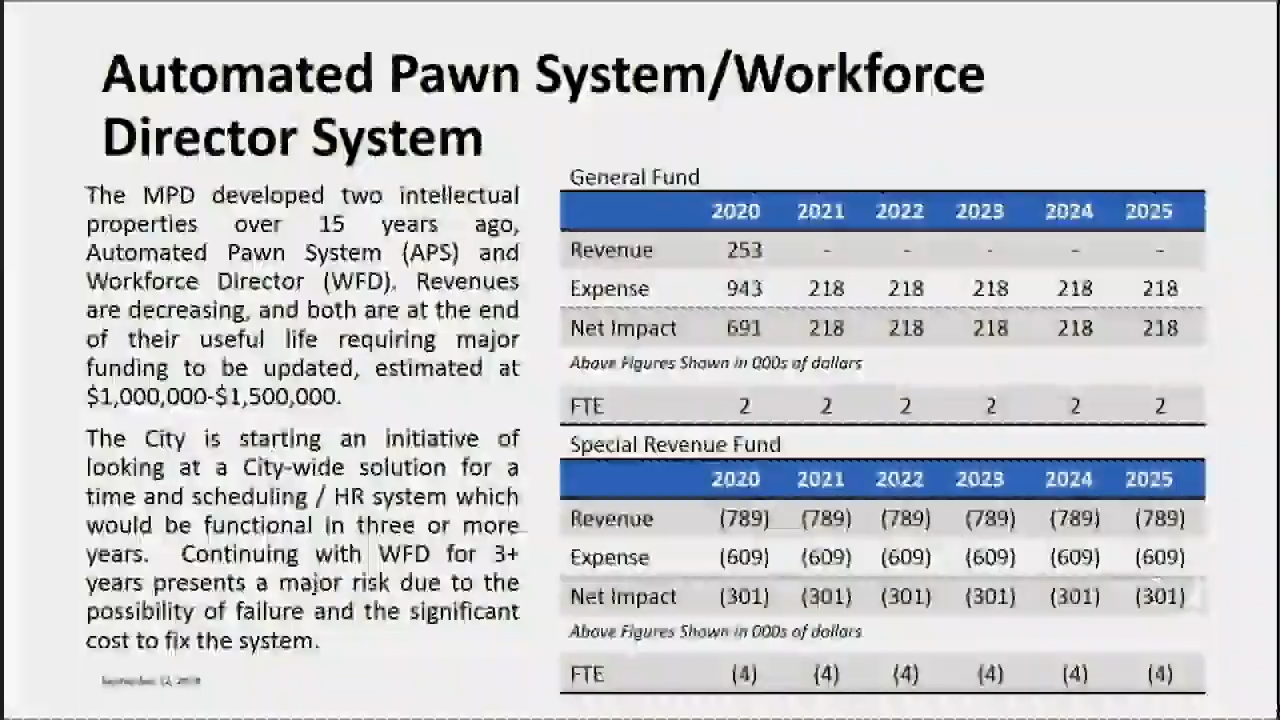 Automated Pawn System/Workforce
Director System
The MPD developed two intellectual
properties over 15 years ago,
Automated Pawn System (APS) and
Workforce Director (WFD). Revenues
are decreasing, and both are at the end
of their useful life requiring major
funding to be updated, estimated at
$1,000,000-$1,500,000.
The City is starting an initiative of
looking at a City-wide solution for a
time and scheduling / HR system which
would be functional in three or more
years. Continuing with WFD for 3+
years presents a major risk due to the
possibility of failure and the significant
cost to fix the system.
General Fund
2020 2021 2022 2023 2024 2025
Revenue 253 - - - - -
Expense 943 218 218 218 218 218
Net Impact 691 218 218 218 218 218
Above Figures Shown in 000s of dollars
FTE 2 2 2 2 2 2
Special Revenue Fund
2020 2021 2022 2023 2024 2025
Revenue (789) (789) (789) (789) (789) (789)
Expense (609) (609) (609) (609) (609) (609)
Net Impact (301) (301) (301) (301) (301) (301)
Above Figures Shown in 000s of dollars
FTE (4) (4) (4) (4) (4) (4)